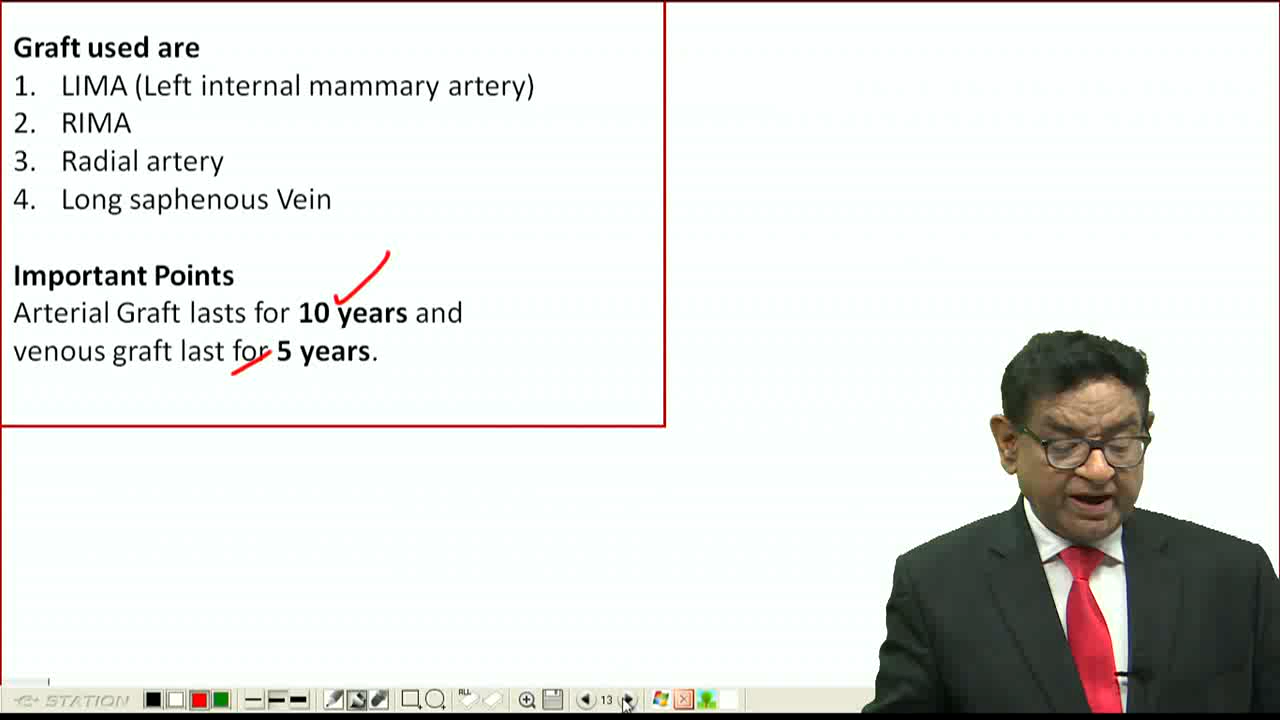 Graft used are
1. LIMA (Left internal mammary artery)
2. RIMA
3. Radial artery
4. Long saphenous Vein
Important Points
Arterial Graft lasts for 10 years and
venous graft last for 5 years.
STATION
ALL
13